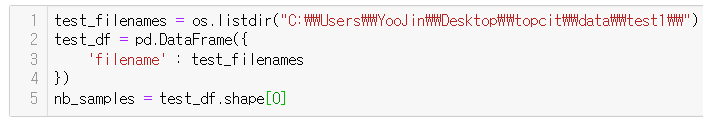 1 test_filenames = os.listdir("C:₩₩Users₩₩YooJin₩₩Desktop₩₩topcit₩₩data₩₩test1₩₩")
2 test_df = pd.DataFrame({
3     'filename' : test_filenames
4 })
5 nb_samples = test_df.shape[0]